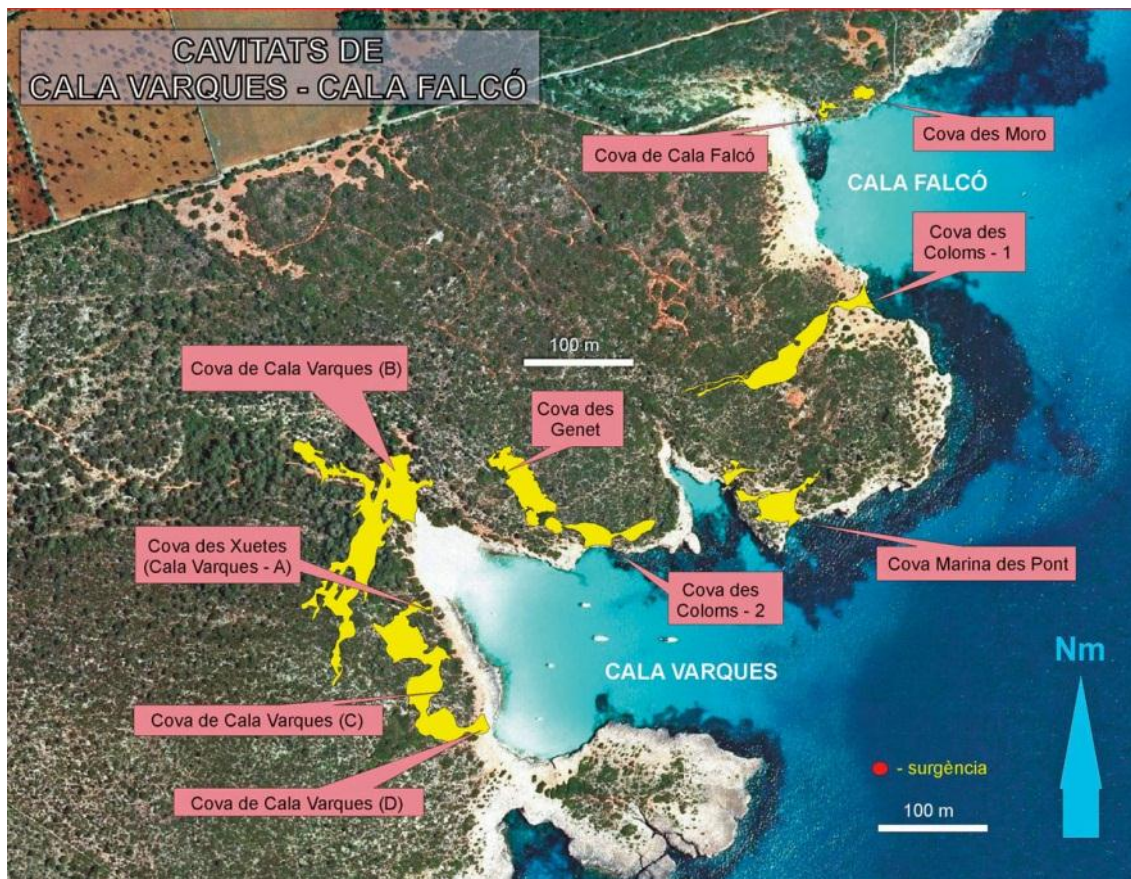 CAVITATS DE
CALA VARQUES - CALA FALCÓ
Cova des Moro
Cova de Cala Falcó
CALA FALCÓ
Cova des
Coloms - 1
100 m
Cova de Cala Varques (B)
Cova des
Genet
Cova des Xuetes
(Cala Varques - A)
Cova Marina des Pont
Cova des
Coloms - 2
CALA VARQUES
Nm
Cova de Cala Varques (C)
- surgència
Cova de Cala Varques (D)
100 m